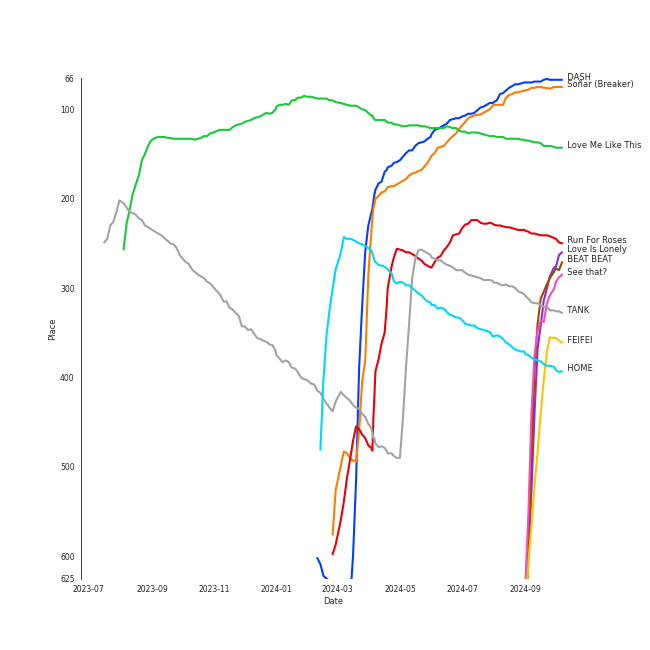 66
100
200
300
400
500
600
625
Place
2023-07
2023-09
2023-11
2024-01
2024-03
2024-05
2024-07
2024-09
Date
DASH
Soñar (Breaker)
Love Me Like This
Run For Roses
Love Is Lonely
BEAT BEAT
See that?
TANK
FEIFEI
HOME